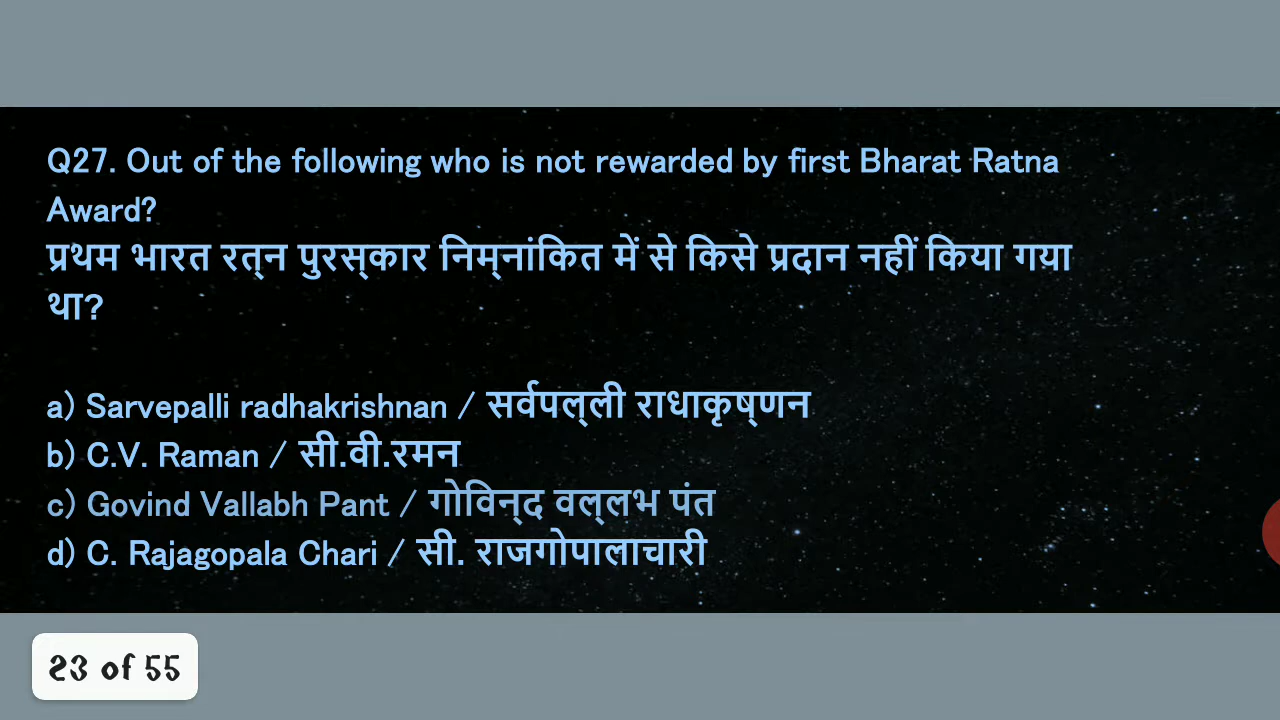 Q27. Out of the following who is not rewarded by first Bharat Ratna
Award?
प्रथम भारत रत्न पुरस्कार निम्नांकित में से किसे प्रदान नहीं किया गया
था?
a) Sarvepalli radhakrishnan / सर्वपल्ली राधाकृष्णन
b) C.V. Raman / सी.वी.रमन
c) Govind Vallabh Pant / गोविन्द वल्लभ पंत
d) C. Rajagopala Chari / सी. राजगोपालाचारी
23 of 55